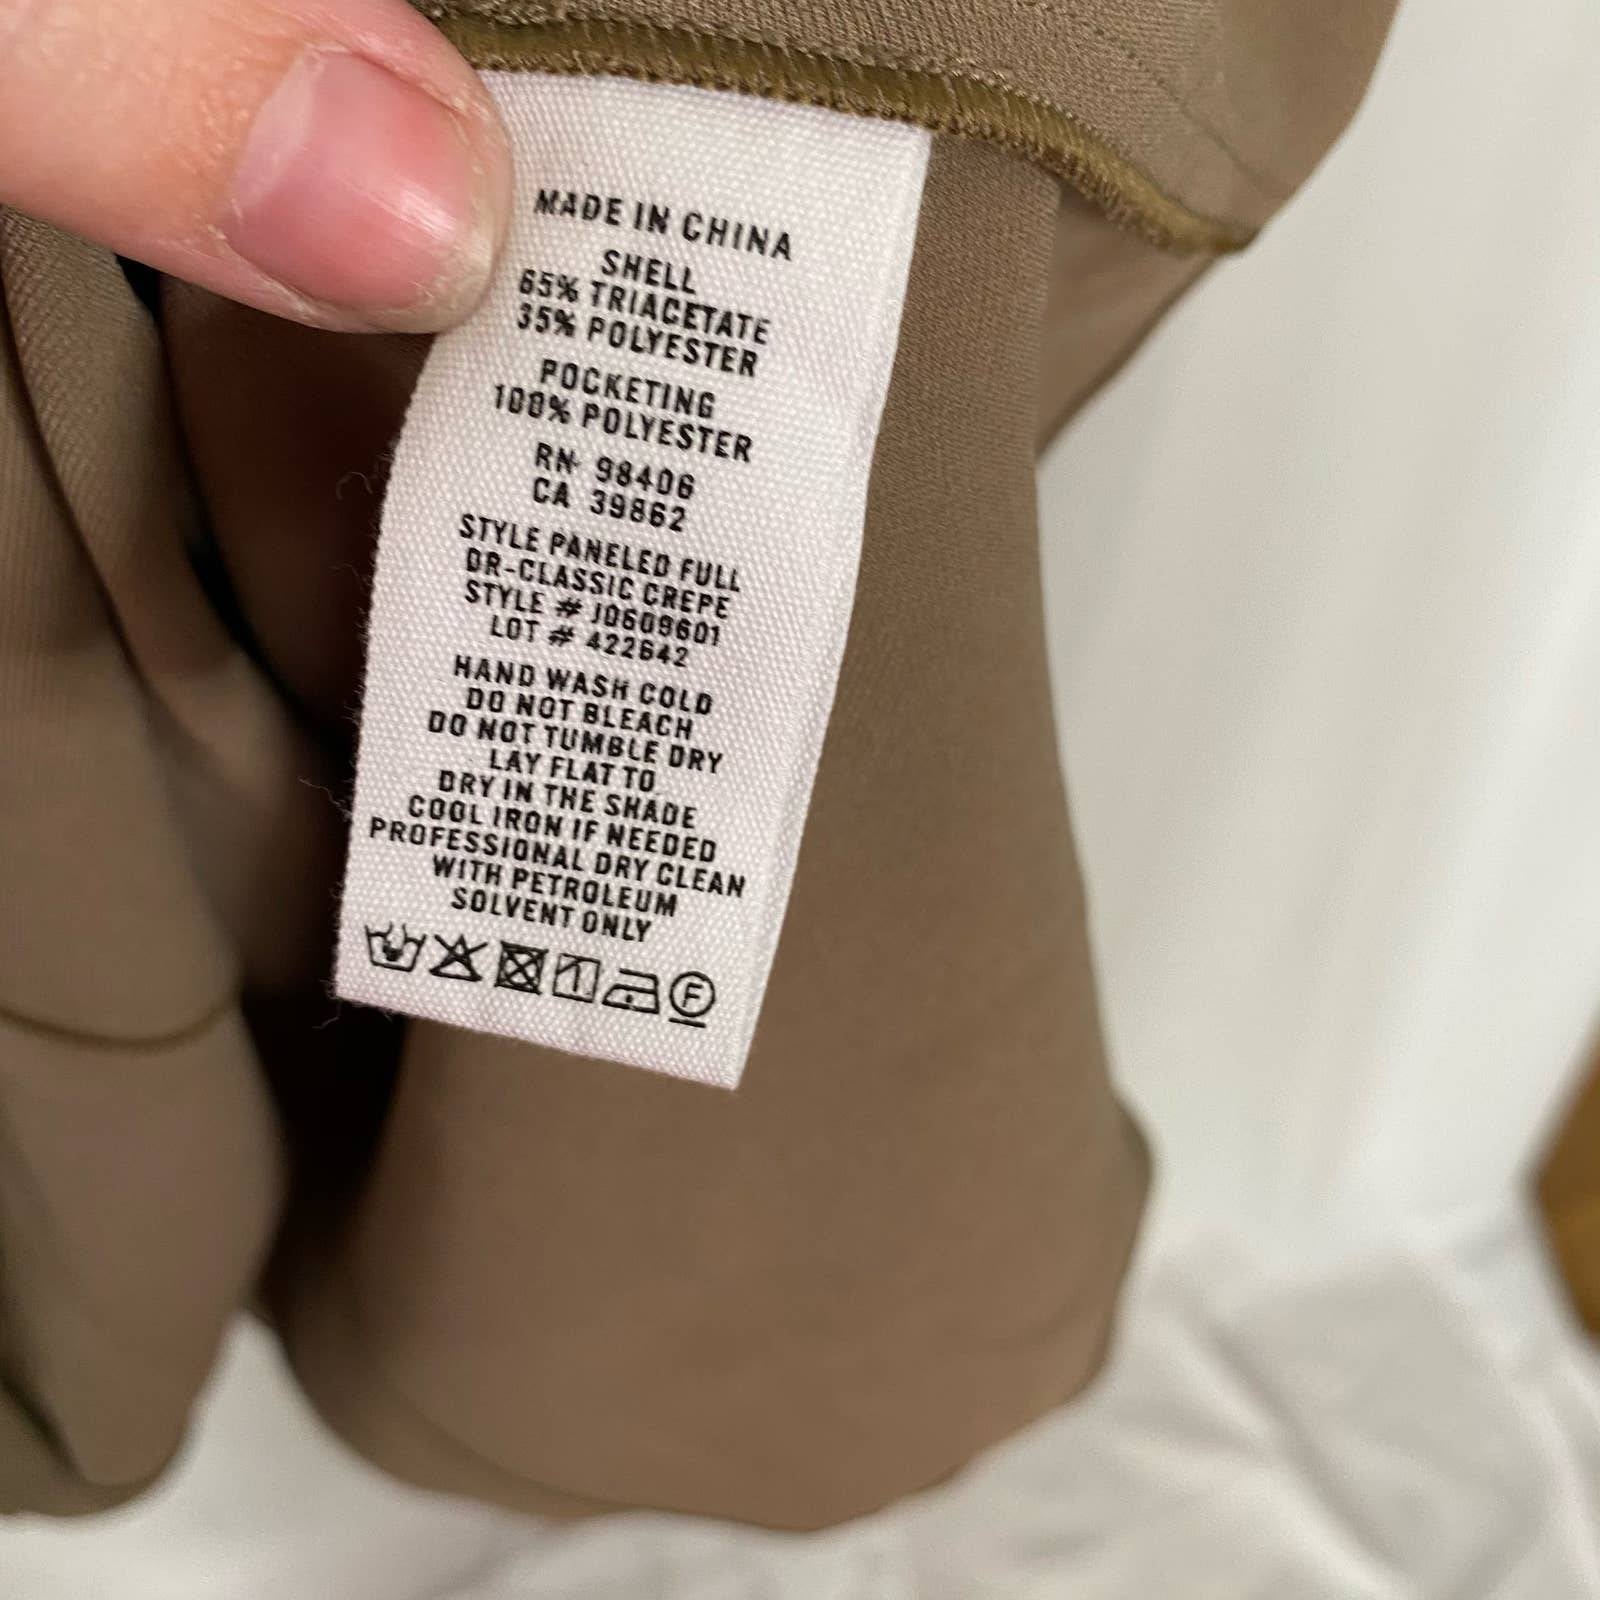 MADE IN CHINA
SHELL
65% TRIACETATE
35% POLYESTER
POCKETING
100% POLYESTER
RN 98406
CA 39862
STYLE PANELED FULL
DR-CLASSIC CREPE
STYLE # J0609601
LOT # 422642
HAND WASH COLD
DO NOT BLEACH
DO NOT TUMBLE DRY
LAY FLAT TO
DRY IN THE SHADE
COOL IRON IF NEEDED
PROFESSIONAL DRY CLEAN
WITH PETROLEUM
SOLVENT ONLY
F